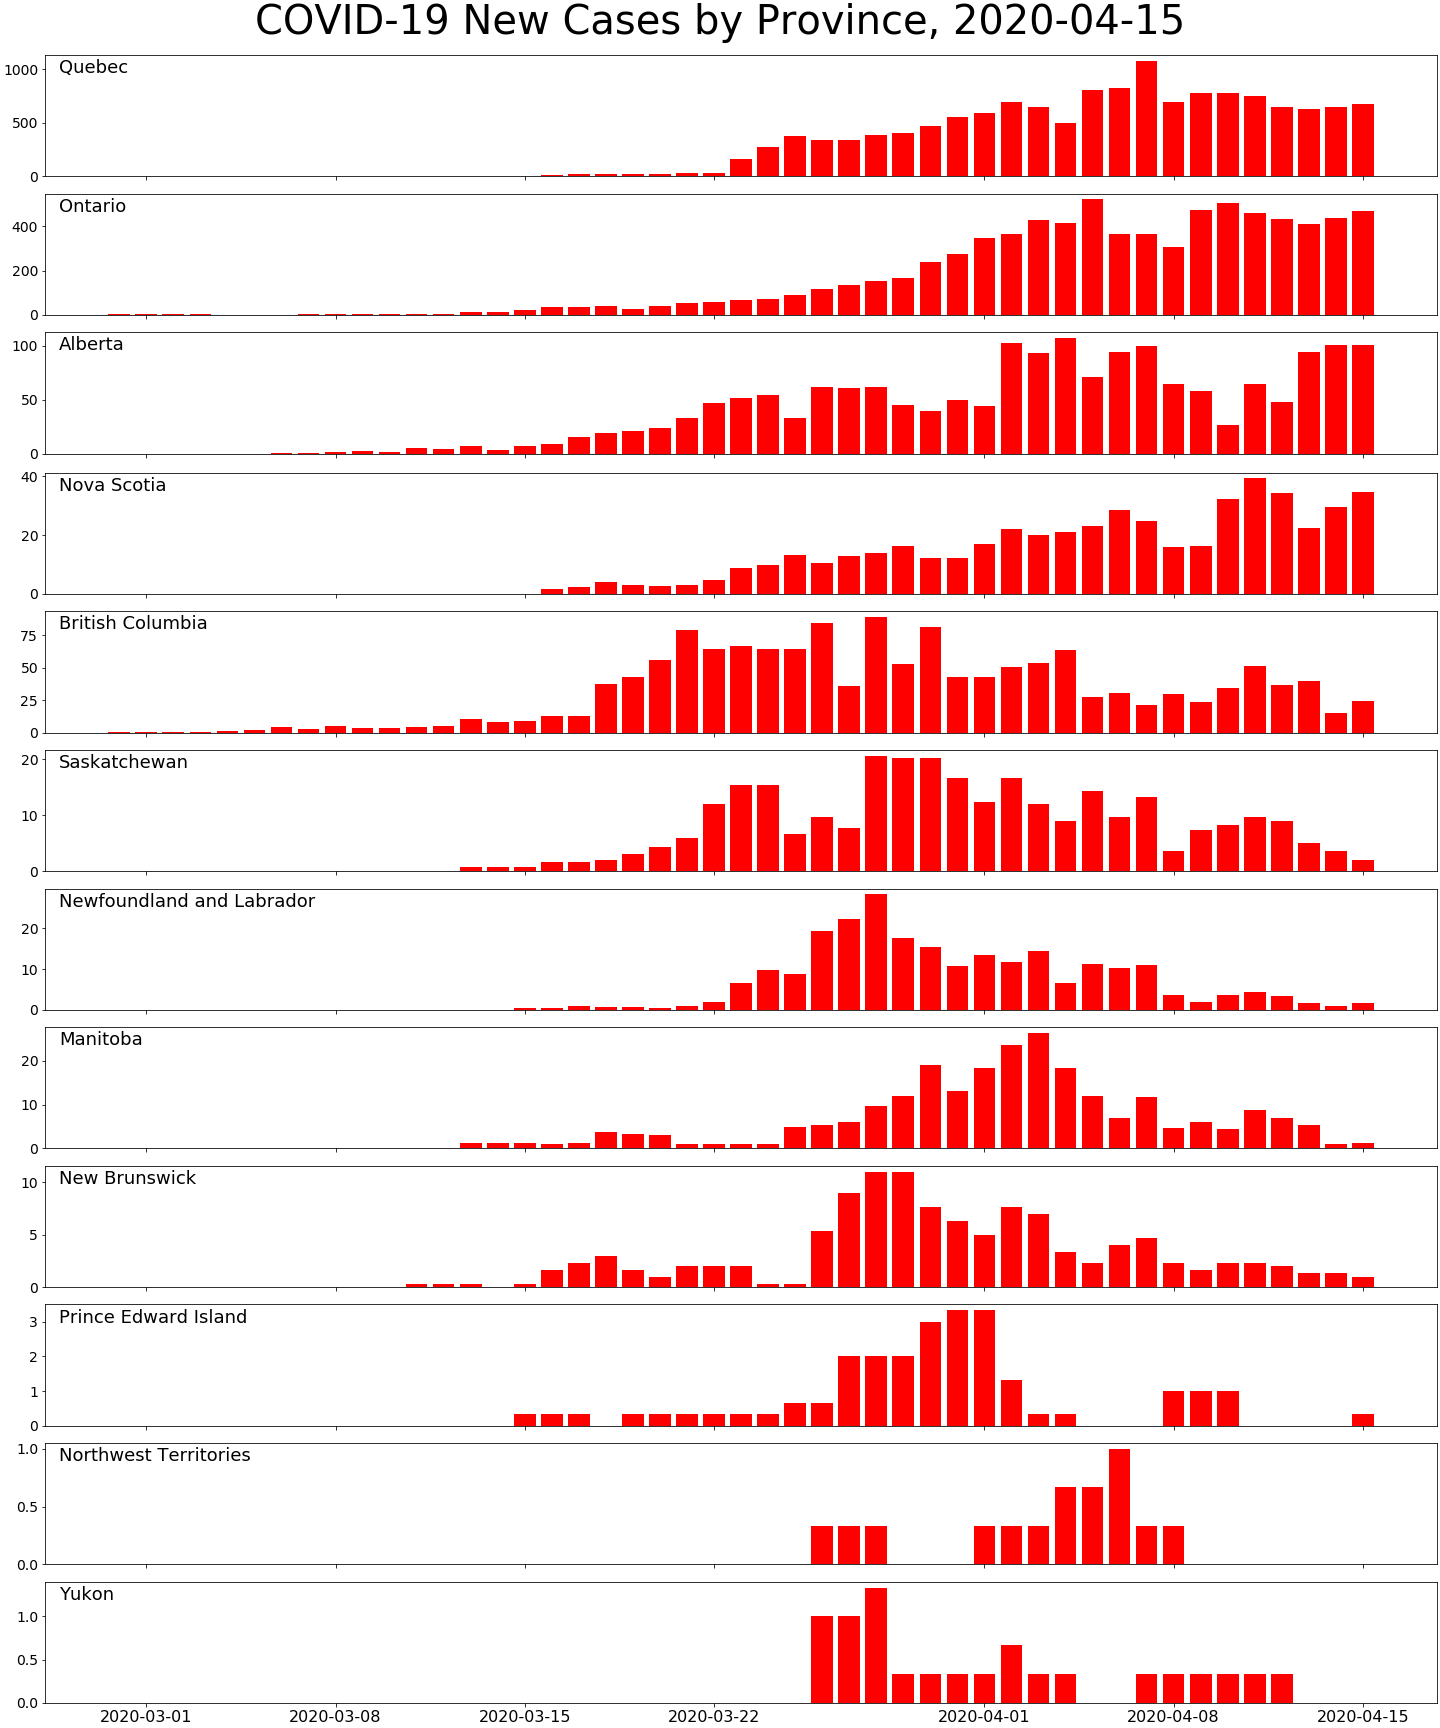 COVID-19 New Cases by Province, 2020-04-15
Quebec
1000
500
0
Ontario
400
200
0
Alberta
100
50
0
Nova Scotia
40
20
0
British Columbia
75
50
25
0
Saskatchewan
20
10
0
Newfoundland and Labrador
20
10
0
Manitoba
20
10
0
New Brunswick
10
5
0
Prince Edward Island
3
2
1
0
Northwest Territories
1.0
0.5
0.0
Yukon
1.0
0.5
0.0
2020-03-01 2020-03-08 2020-03-15 2020-03-22 2020-04-01 2020-04-08 2020-04-15